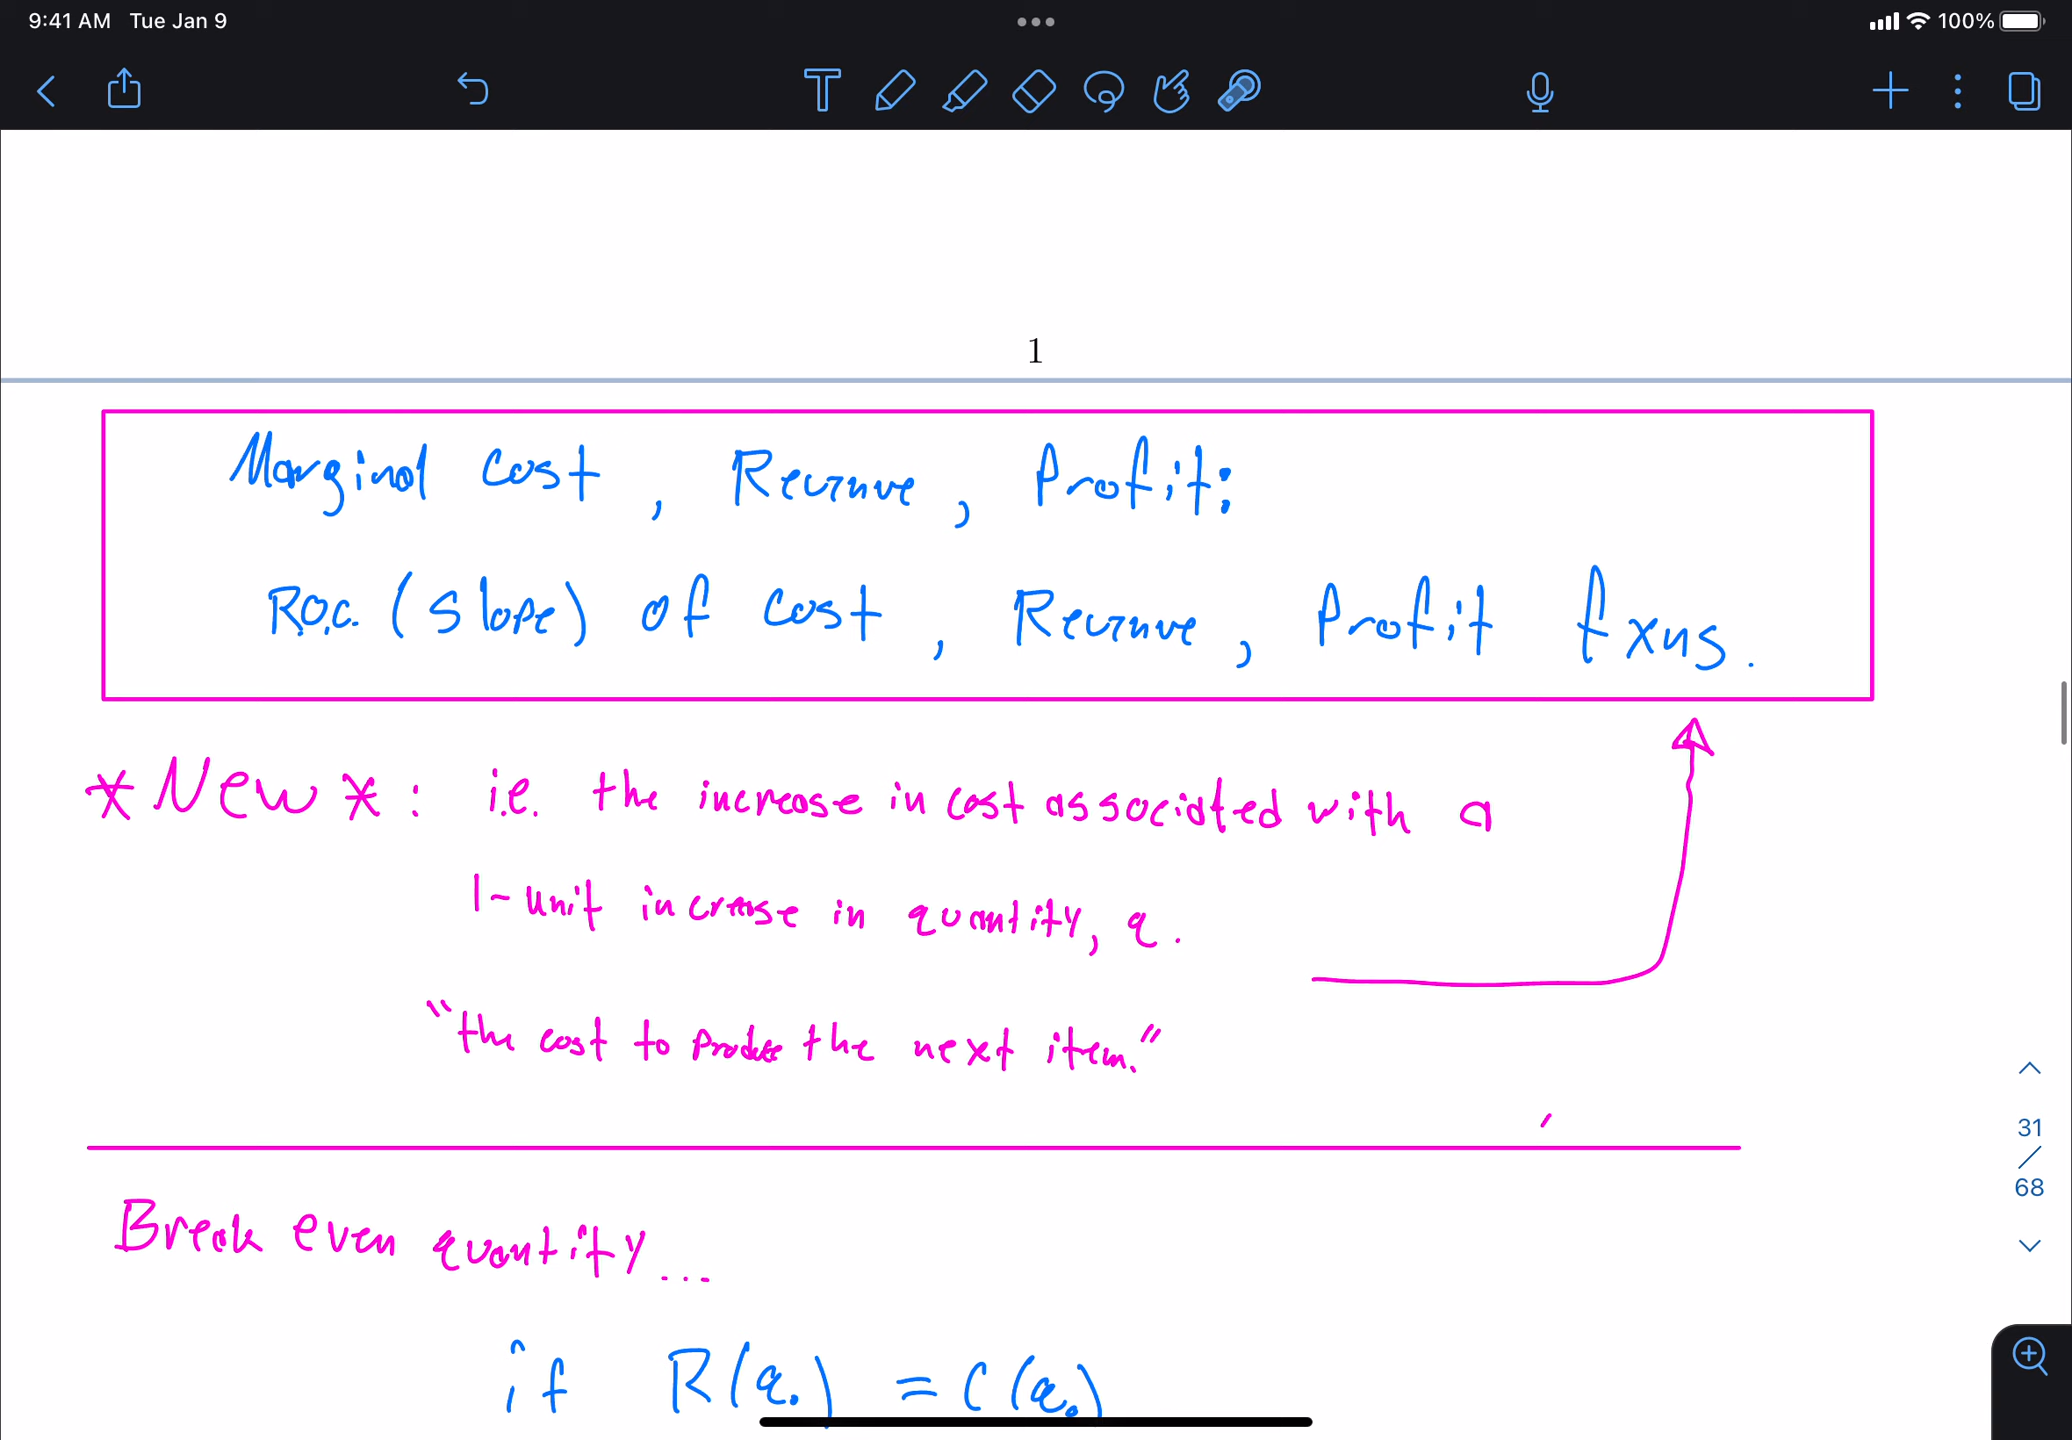 9:41 AM Tue Jan 9 100%
1
Marginal Cost, Revenue, Profit:
R.O.C. (Slope) of Cost, Revenue, Profit fxns.
*New*: i.e. the increase in cost associated with a
1-unit increase in quantity, q.
"the cost to produce the next item."
31
/
68
Break even quantity...
if R(q₀) = C(q₀)